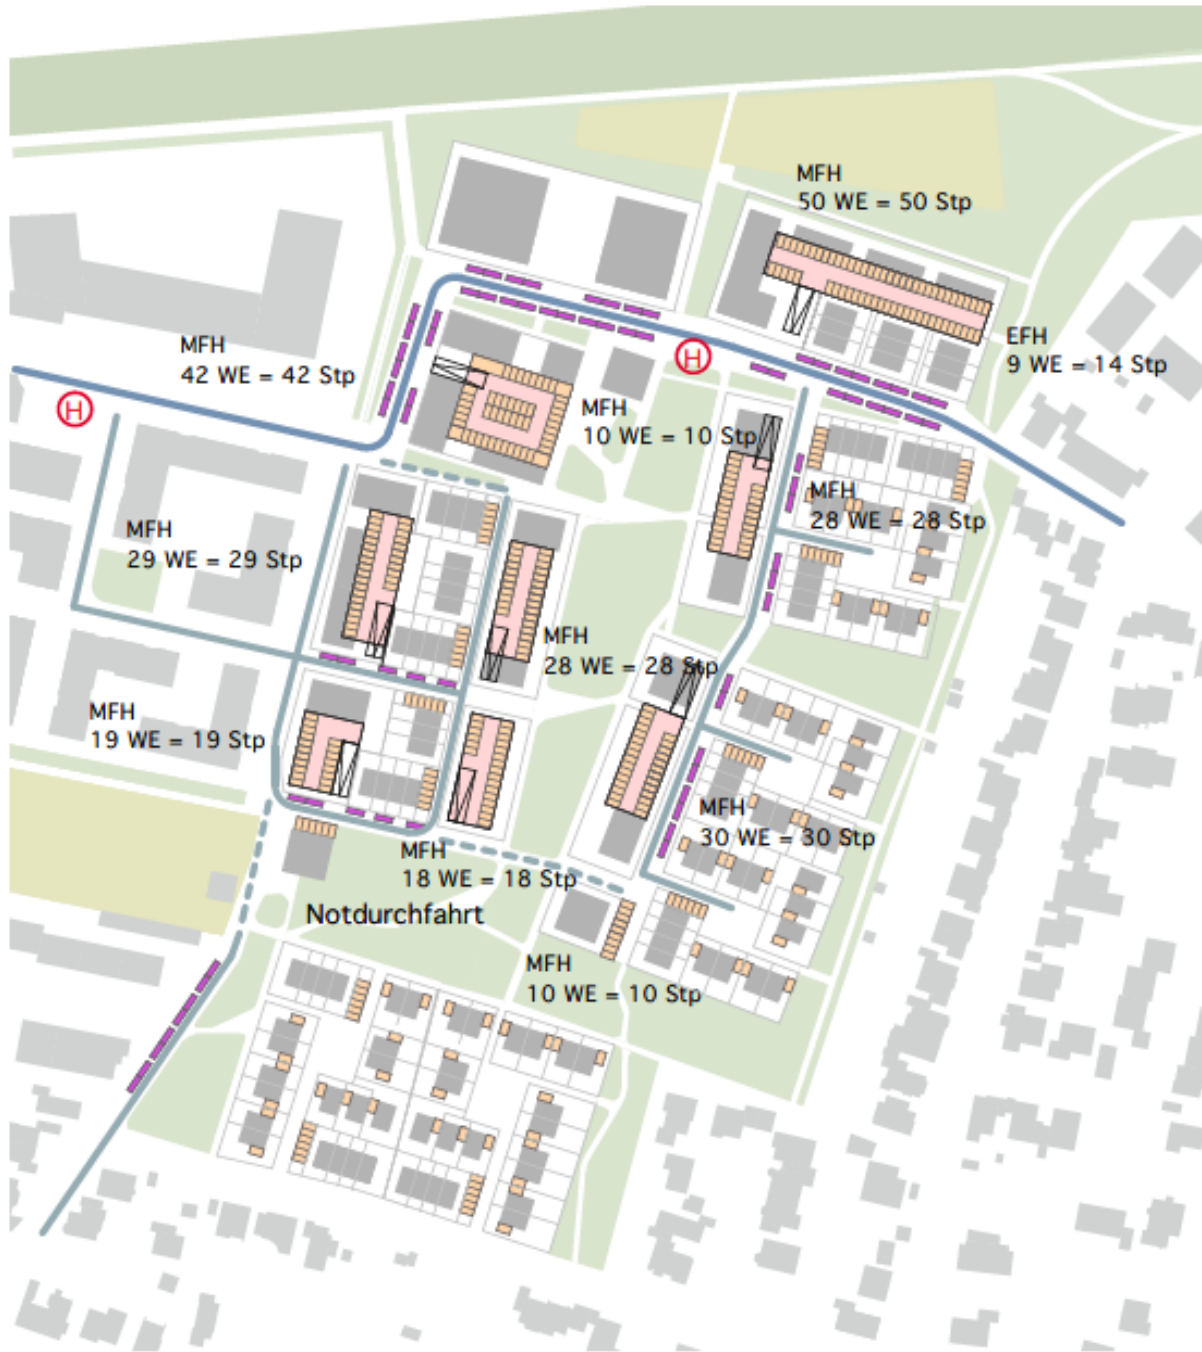 MFH
50 WE = 50 Stp
EFH
9 WE = 14 Stp
MFH
42 WE = 42 Stp
H
H
MFH
10 WE = 10 Stp
MFH
28 WE = 28 Stp
MFH
29 WE = 29 Stp
MFH
28 WE = 28 Stp
MFH
19 WE = 19 Stp
MFH
30 WE = 30 Stp
MFH
18 WE = 18 Stp
Notdurchfahrt
MFH
10 WE = 10 Stp